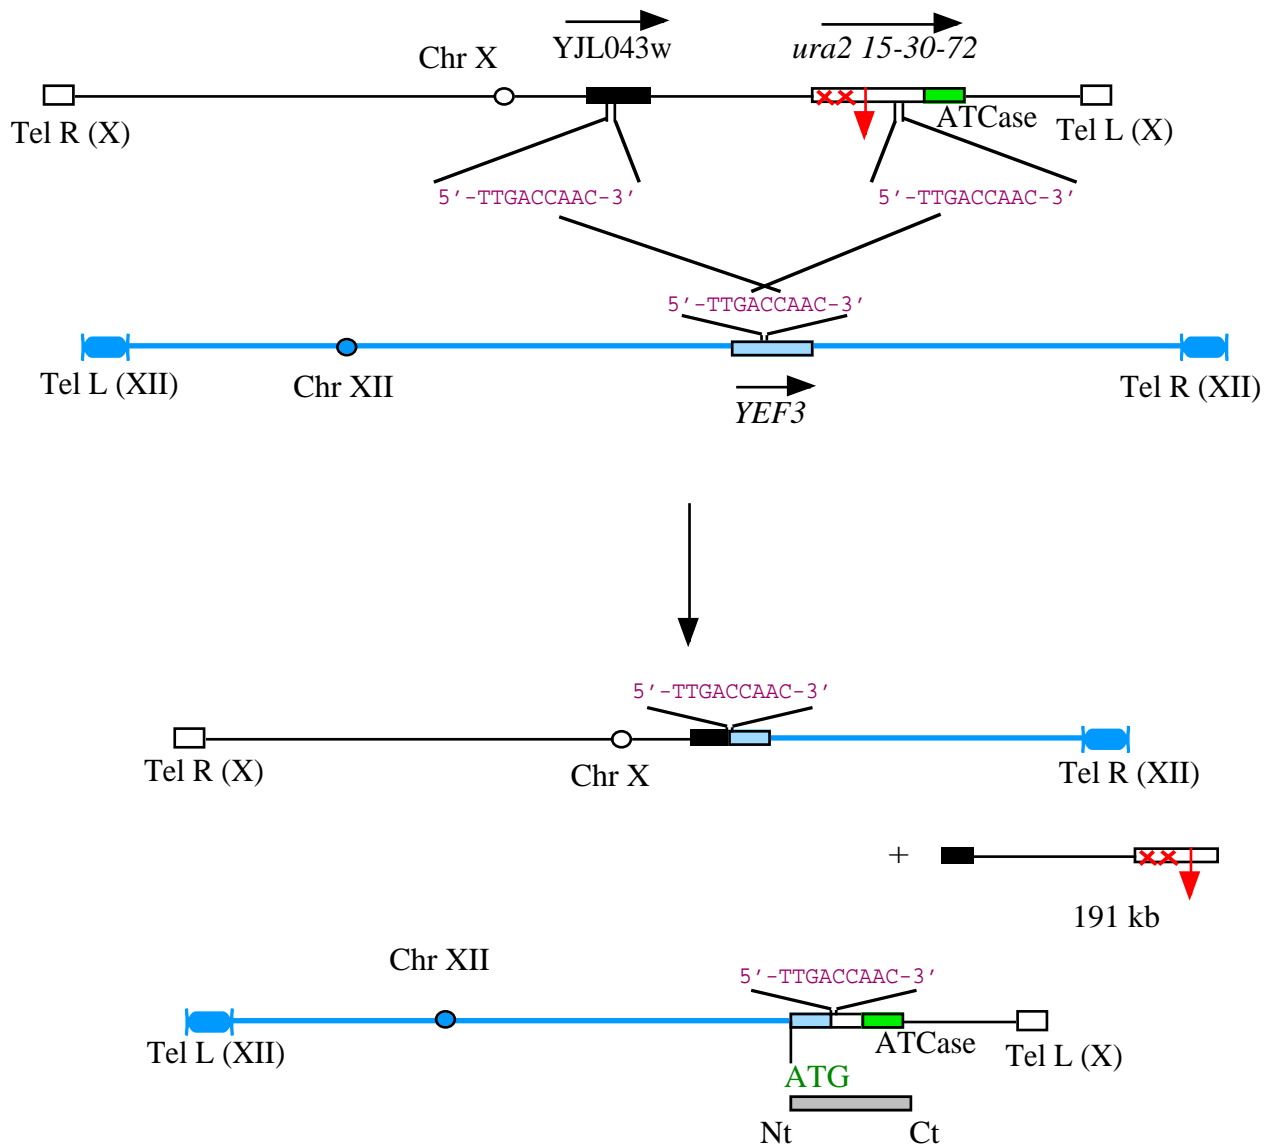 YJL043w
ura2 15-30-72
Chr X
ATCase
Tel R (X)
Tel L (X)
5′-TTGACCAAC-3′
5′-TTGACCAAC-3′
5′-TTGACCAAC-3′
Tel L (XII)
Chr XII
Tel R (XII)
YEF3
5′-TTGACCAAC-3′
Tel R (X)
Chr X
Tel R (XII)
+
191 kb
Chr XII
5′-TTGACCAAC-3′
Tel L (XII)
ATCase
Tel L (X)
ATG
Nt
Ct